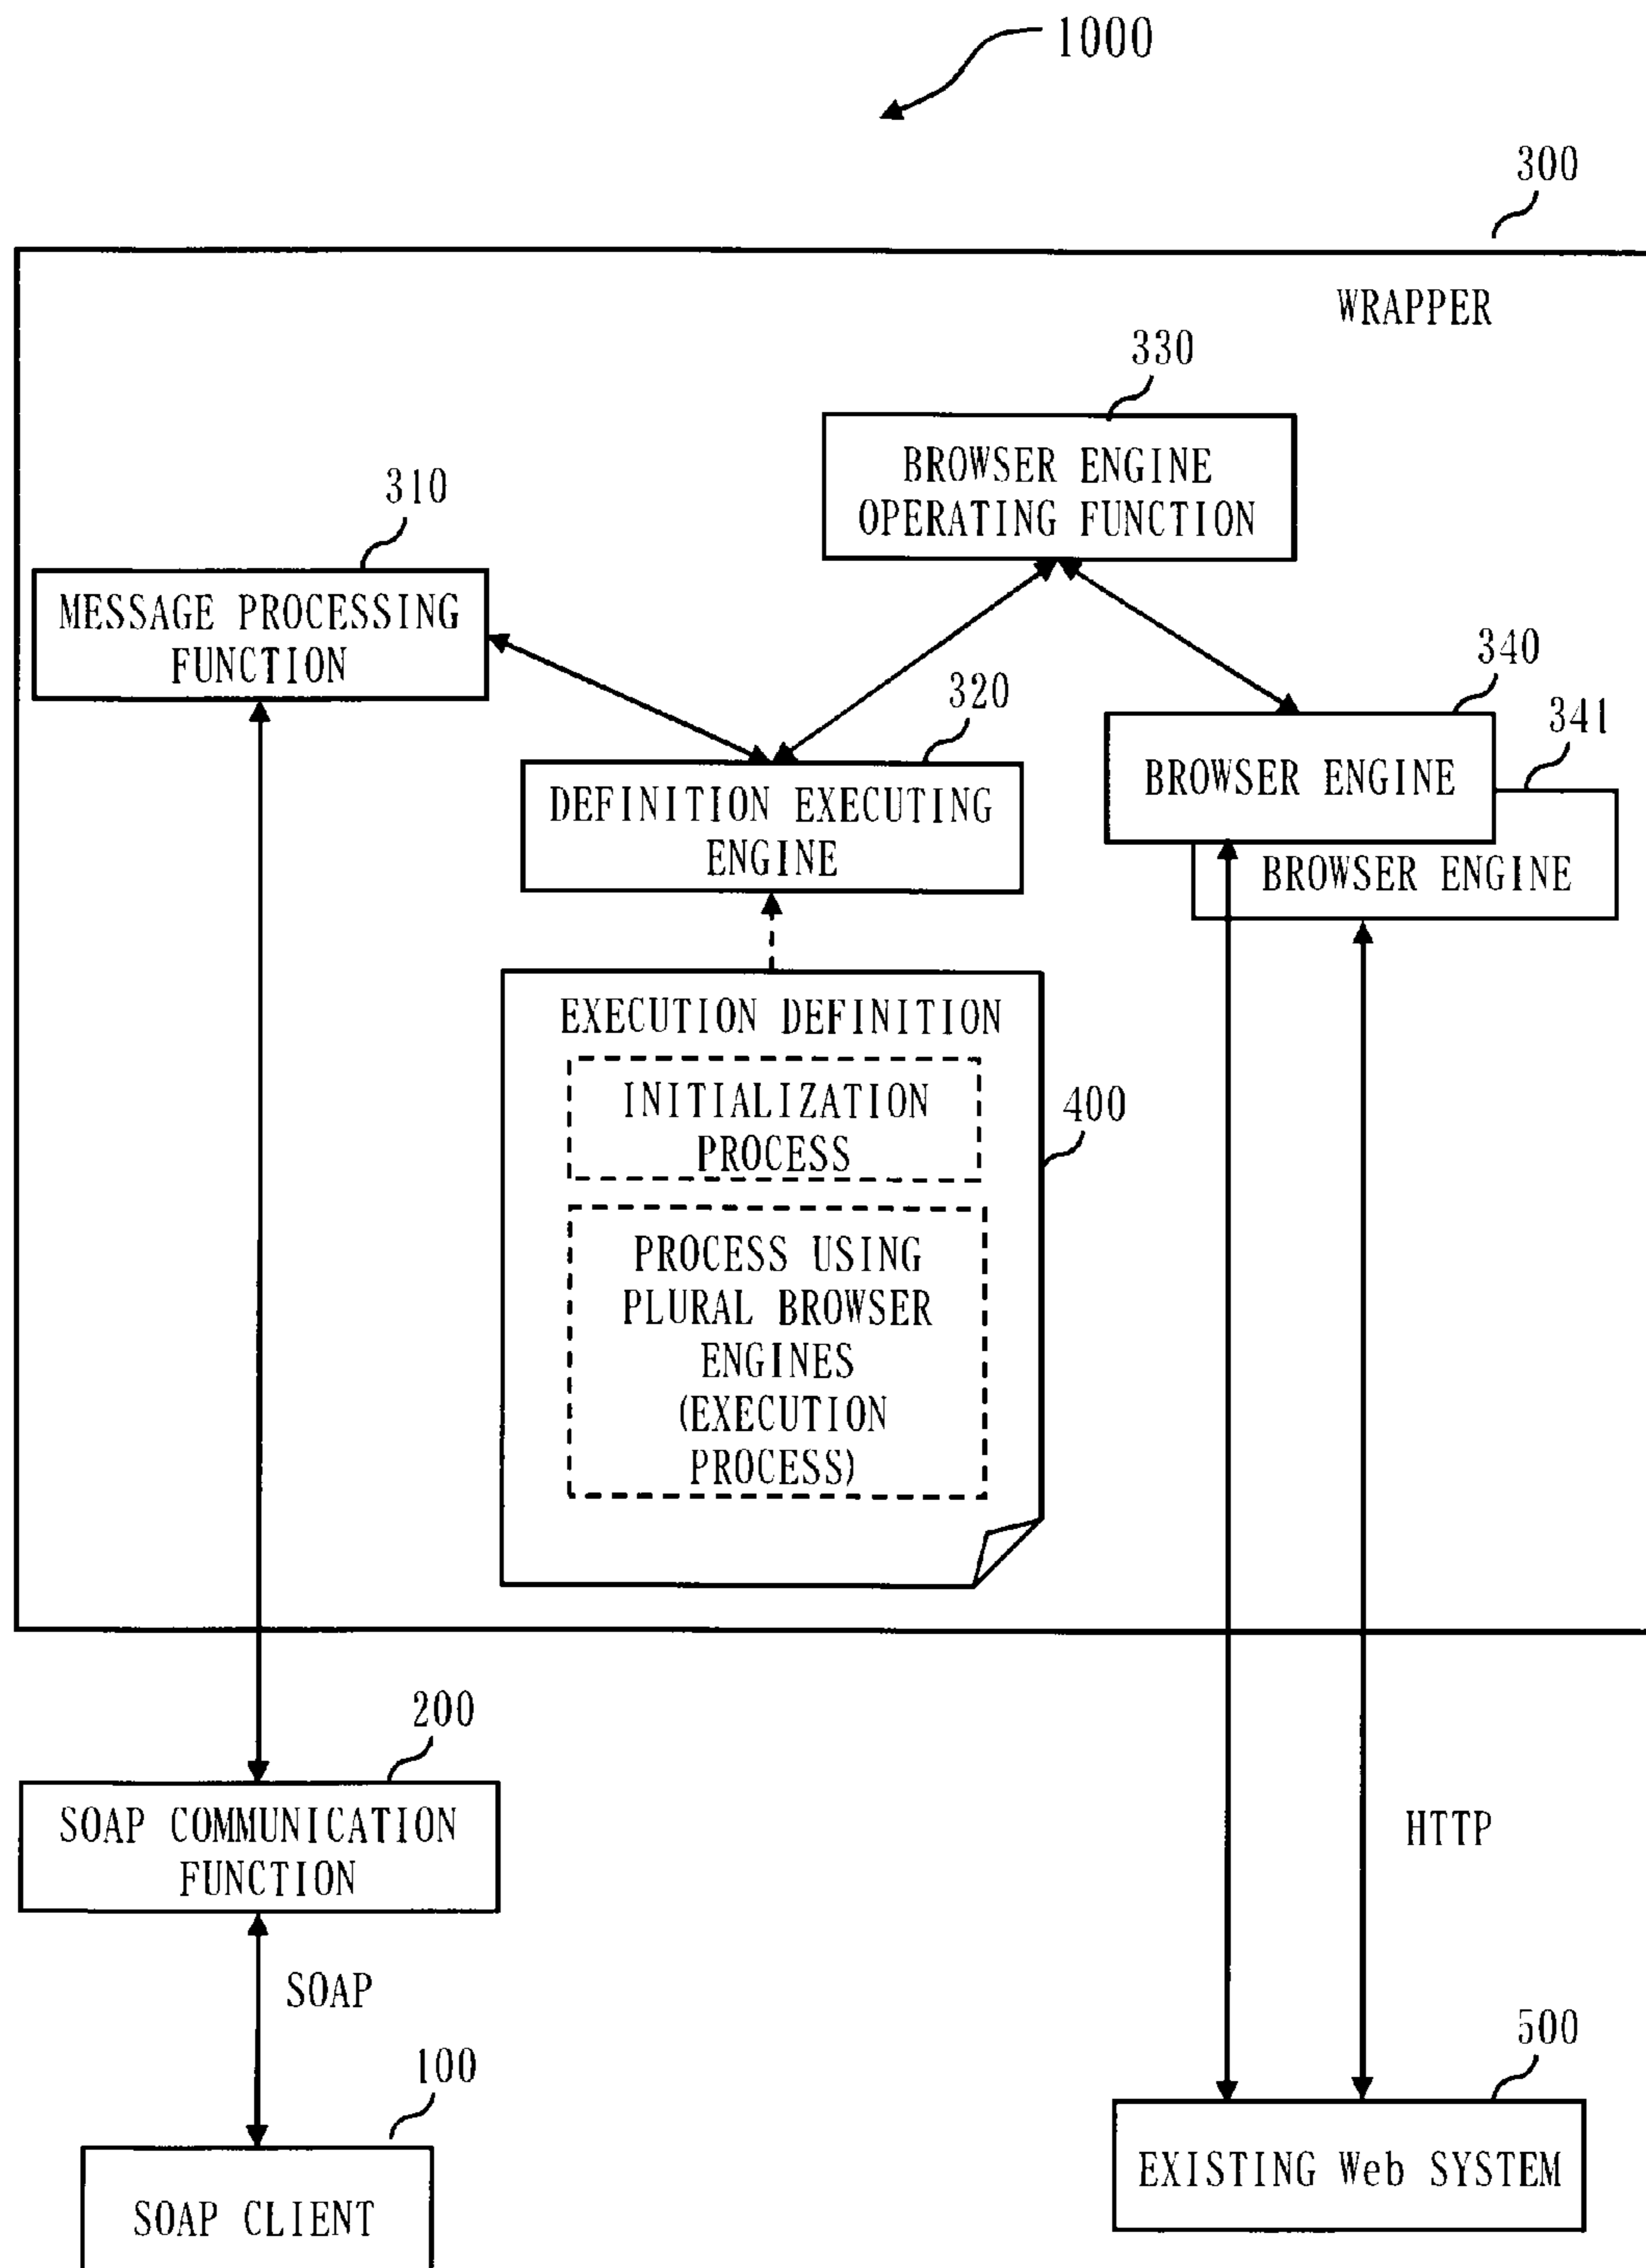 1000
300
WRAPPER
330
BROWSER ENGINE
OPERATING FUNCTION
310
MESSAGE PROCESSING
FUNCTION
340
320
341
BROWSER ENGINE
DEFINITION EXECUTING
ENGINE
BROWSER ENGINE
EXECUTION DEFINITION
INITIALIZATION
PROCESS
400
PROCESS USING
PLURAL BROWSER
ENGINES
(EXECUTION
PROCESS)
200
SOAP COMMUNICATION
FUNCTION
HTTP
SOAP
500
100
EXISTING Web SYSTEM
SOAP CLIENT